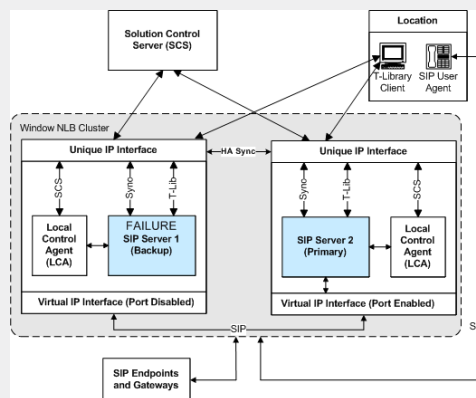 Solution Control
Server (SCS)
Location
T-Library
Client
SIP User
Agent
Window NLB Cluster
Unique IP Interface
HA Sync
Unique IP Interface
SCS
Sync
T-Lib
Sync
T-Lib
SCS
Local
Control
Agent
(LCA)
FAILURE
SIP Server 1
(Backup)
SIP Server 2
(Primary)
Local
Control
Agent
(LCA)
Virtual IP Interface (Port Disabled)
Virtual IP Interface (Port Enabled)
SIP
S
SIP Endpoints
and Gateways